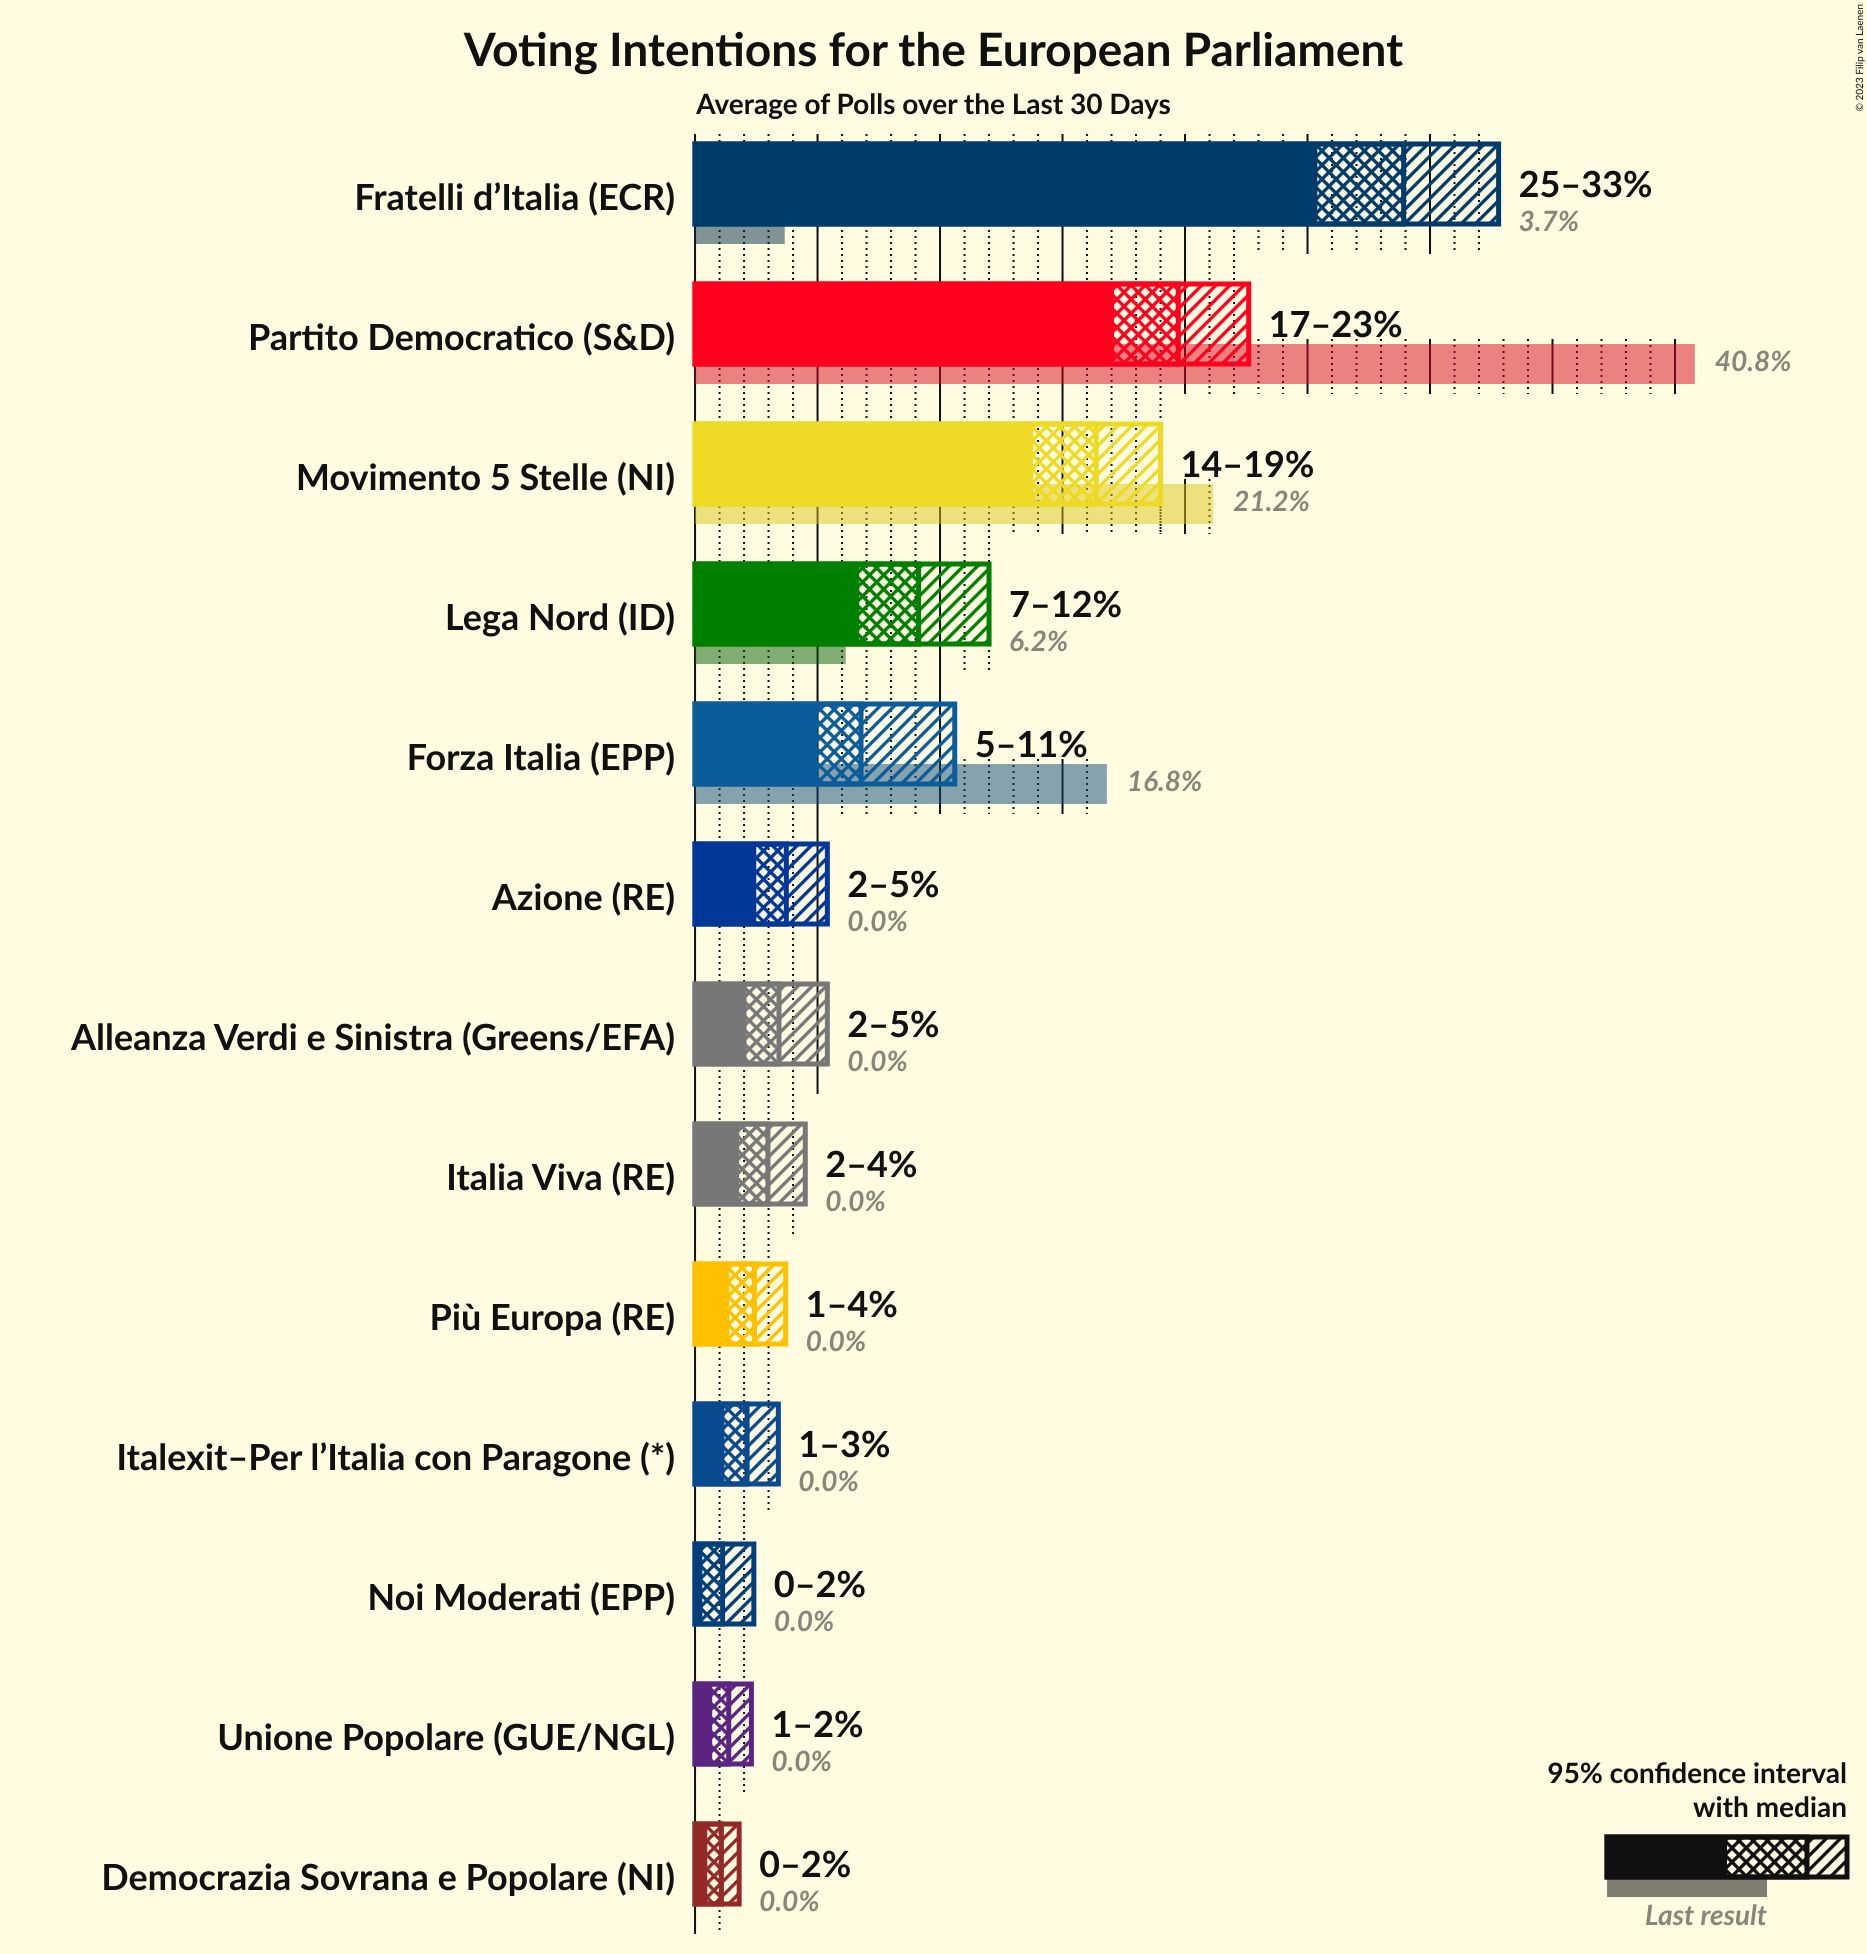 © 2023 Filip van Laenen
Voting Intentions for the European Parliament
Average of Polls over the Last 30 Days
Fratelli d’Italia (ECR)
25–33%
3.7%
Partito Democratico (S&D)
17–23%
40.8%
Movimento 5 Stelle (NI)
14–19%
21.2%
Lega Nord (ID)
7–12%
6.2%
Forza Italia (EPP)
5–11%
16.8%
Azione (RE)
2–5%
0.0%
Alleanza Verdi e Sinistra (Greens/EFA)
2–5%
0.0%
Italia Viva (RE)
2–4%
0.0%
Più Europa (RE)
1–4%
0.0%
Italexit–Per l’Italia con Paragone (*)
1–3%
0.0%
Noi Moderati (EPP)
0–2%
0.0%
Unione Popolare (GUE/NGL)
1–2%
0.0%
Democrazia Sovrana e Popolare (NI)
0–2%
0.0%
95% confidence interval
with median
Last result